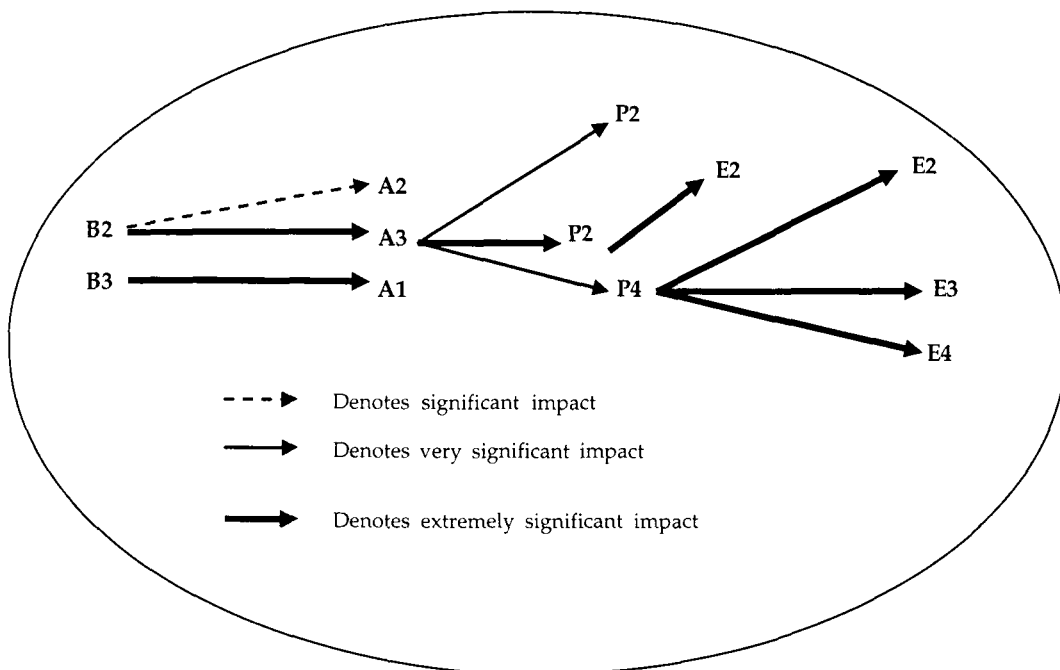 P2
E2
E2
A2
B2
A3
P2
B3
A1
P4
E3
E4
Denotes significant impact
Denotes very significant impact
Denotes extremely significant impact